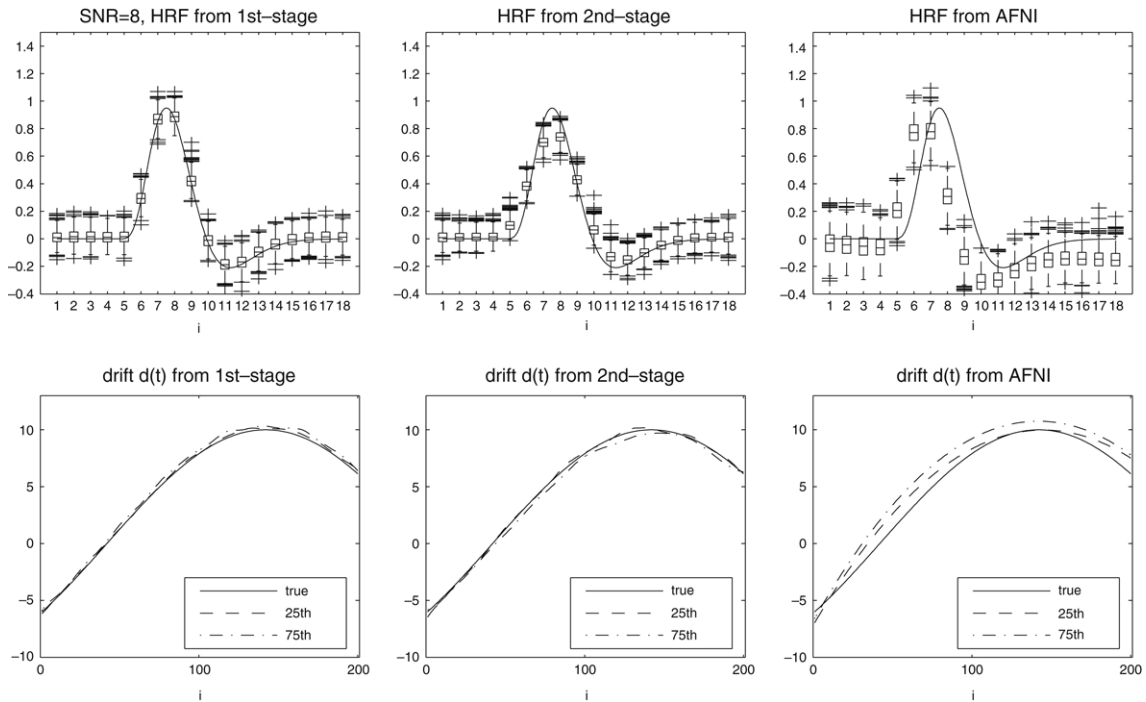 SNR=8, HRF from 1st–stage
1.4
1.2
1
0.8
0.6
0.4
0.2
0
−0.2
−0.4
1 2 3 4 5 6 7 8 9 10 11 12 13 14 15 16 17 18
i
HRF from 2nd–stage
1.4
1.2
1
0.8
0.6
0.4
0.2
0
−0.2
−0.4
1 2 3 4 5 6 7 8 9 10 11 12 13 14 15 16 17 18
i
HRF from AFNI
1.4
1.2
1
0.8
0.6
0.4
0.2
0
−0.2
−0.4
1 2 3 4 5 6 7 8 9 10 11 12 13 14 15 16 17 18
i
drift d(t) from 1st–stage
10
5
0
−5
−10
0 100 200
true
25th
75th
i
drift d(t) from 2nd–stage
10
5
0
−5
−10
0 100 200
true
25th
75th
i
drift d(t) from AFNI
10
5
0
−5
−10
0 100 200
true
25th
75th
i